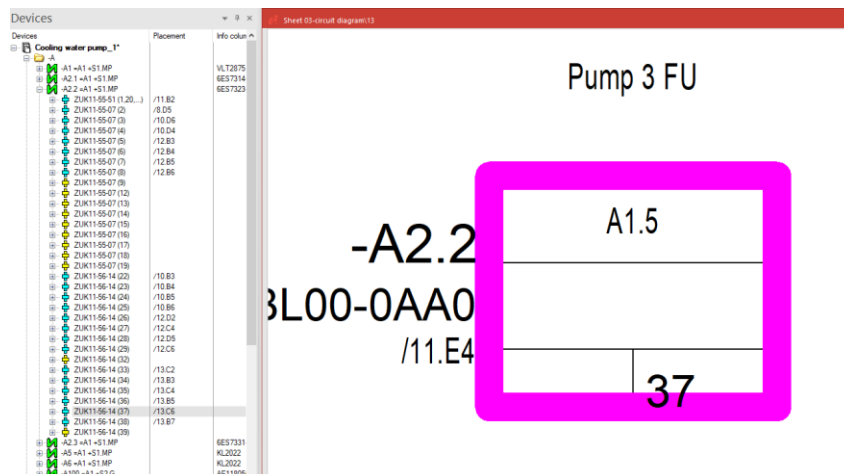 Devices
Sheet 03-circuit diagram\13
Devices Placement Info colun
Cooling water pump_1*
-A
-A1 =A1 +S1.MP VLT2875
-A2.1 =A1 +S1.MP 6ES7314
-A2.2 =A1 +S1.MP 6ES7323
ZUK11-55-51 (1,20,...) /11.B2
ZUK11-55-07 (2) /8.D5
ZUK11-55-07 (3) /10.D6
ZUK11-55-07 (4) /10.D4
ZUK11-55-07 (5) /12.B3
ZUK11-55-07 (6) /12.B4
ZUK11-55-07 (7) /12.B5
ZUK11-55-07 (8) /12.B6
ZUK11-55-07 (9)
ZUK11-55-07 (12)
ZUK11-55-07 (13)
ZUK11-55-07 (14)
ZUK11-55-07 (15)
ZUK11-55-07 (16)
ZUK11-55-07 (17)
ZUK11-55-07 (18)
ZUK11-55-07 (19)
ZUK11-56-14 (22) /10.B3
ZUK11-56-14 (23) /10.B4
ZUK11-56-14 (24) /10.B5
ZUK11-56-14 (25) /10.B6
ZUK11-56-14 (26) /12.D2
ZUK11-56-14 (27) /12.C4
ZUK11-56-14 (28) /12.D5
ZUK11-56-14 (29) /12.C6
ZUK11-56-14 (32)
ZUK11-56-14 (33) /13.C2
ZUK11-56-14 (34) /13.B3
ZUK11-56-14 (35) /13.C4
ZUK11-56-14 (36) /13.B5
ZUK11-56-14 (37) /13.C6
ZUK11-56-14 (38) /13.B7
ZUK11-56-14 (39)
-A2.3 =A1 +S1.MP 6ES7331
-A5 =A1 +S1.MP KL2022
-A6 =A1 +S1.MP KL2022
Pump 3 FU
A1.5
-A2.2
3L00-0AA0
/11.E4
37